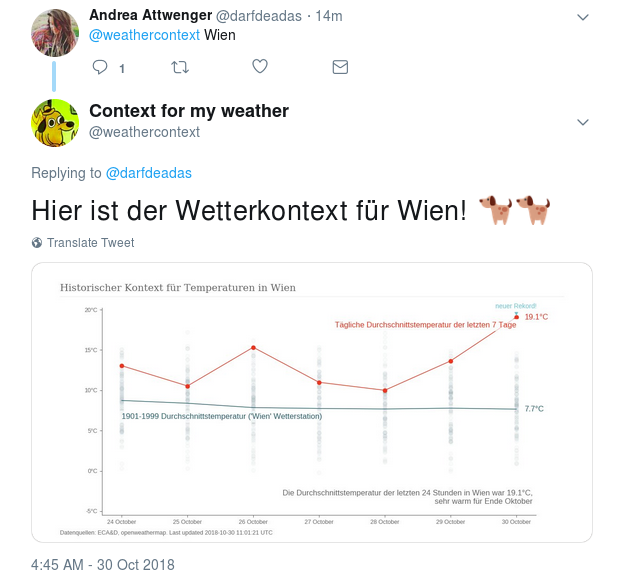 Andrea Attwenger @darfdeadas · 14m
@weathercontext Wien
1
Context for my weather
@weathercontext
Replying to @darfdeadas
Hier ist der Wetterkontext für Wien! 🐕🐕
Translate Tweet
Historischer Kontext für Temperaturen in Wien
neuer Rekord!
20°C
19.1°C
Tägliche Durchschnittstemperatur der letzten 7 Tage
15°C
10°C
7.7°C
1901-1999 Durchschnittstemperatur ('Wien' Wetterstation)
5°C
0°C
Die Durchschnittstemperatur der letzten 24 Stunden in Wien war 19.1°C,
sehr warm für Ende Oktober
-5°C
24 October 25 October 26 October 27 October 28 October 29 October 30 October
Datenquellen: ECA&D, openweathermap. Last updated 2018-10-30 11:01:21 UTC
4:45 AM - 30 Oct 2018